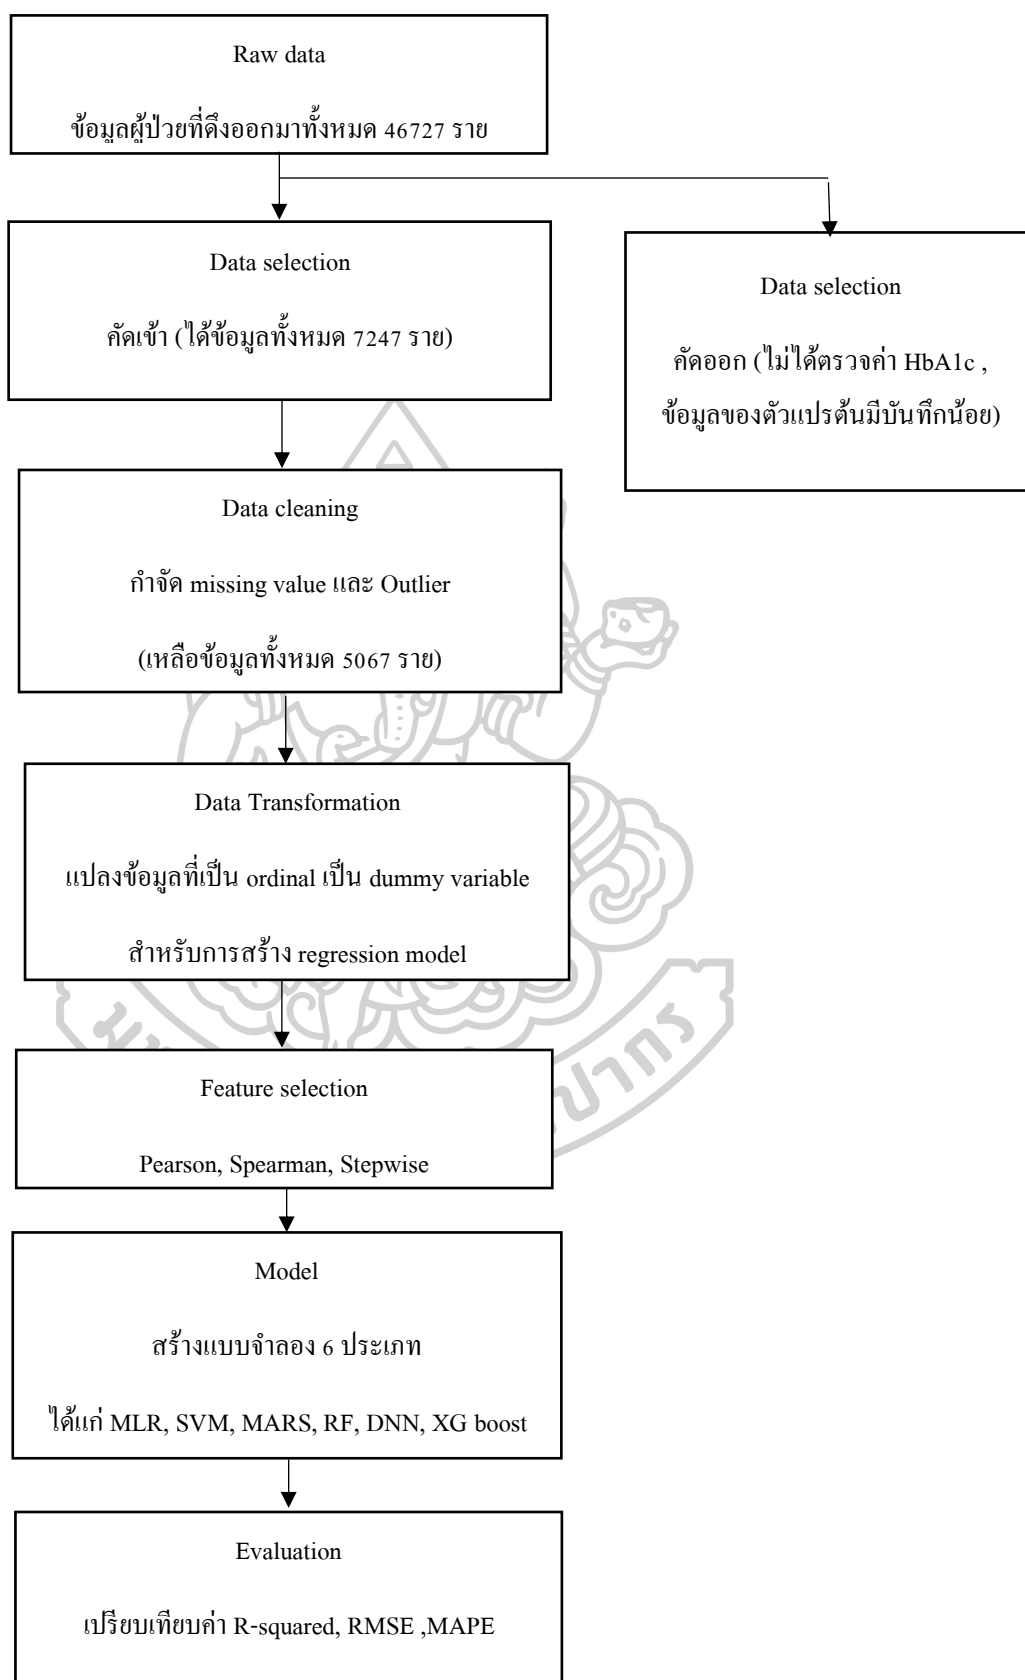 Raw data
ข้อมูลผู้ป่วยที่ดึงออกมาทั้งหมด 46727 ราย
Data selection
คัดเข้า (ได้ข้อมูลทั้งหมด 7247 ราย)
Data selection
คัดออก (ไม่ได้ตรวจค่า HbA1c ,
ข้อมูลของตัวแปรต้นมีบันทึกน้อย)
Data cleaning
กำจัด missing value และ Outlier
(เหลือข้อมูลทั้งหมด 5067 ราย)
Data Transformation
แปลงข้อมูลที่เป็น ordinal เป็น dummy variable
สำหรับการสร้าง regression model
Feature selection
Pearson, Spearman, Stepwise
Model
สร้างแบบจำลอง 6 ประเภท
ได้แก่ MLR, SVM, MARS, RF, DNN, XG boost
Evaluation
เปรียบเทียบค่า R-squared, RMSE ,MAPE